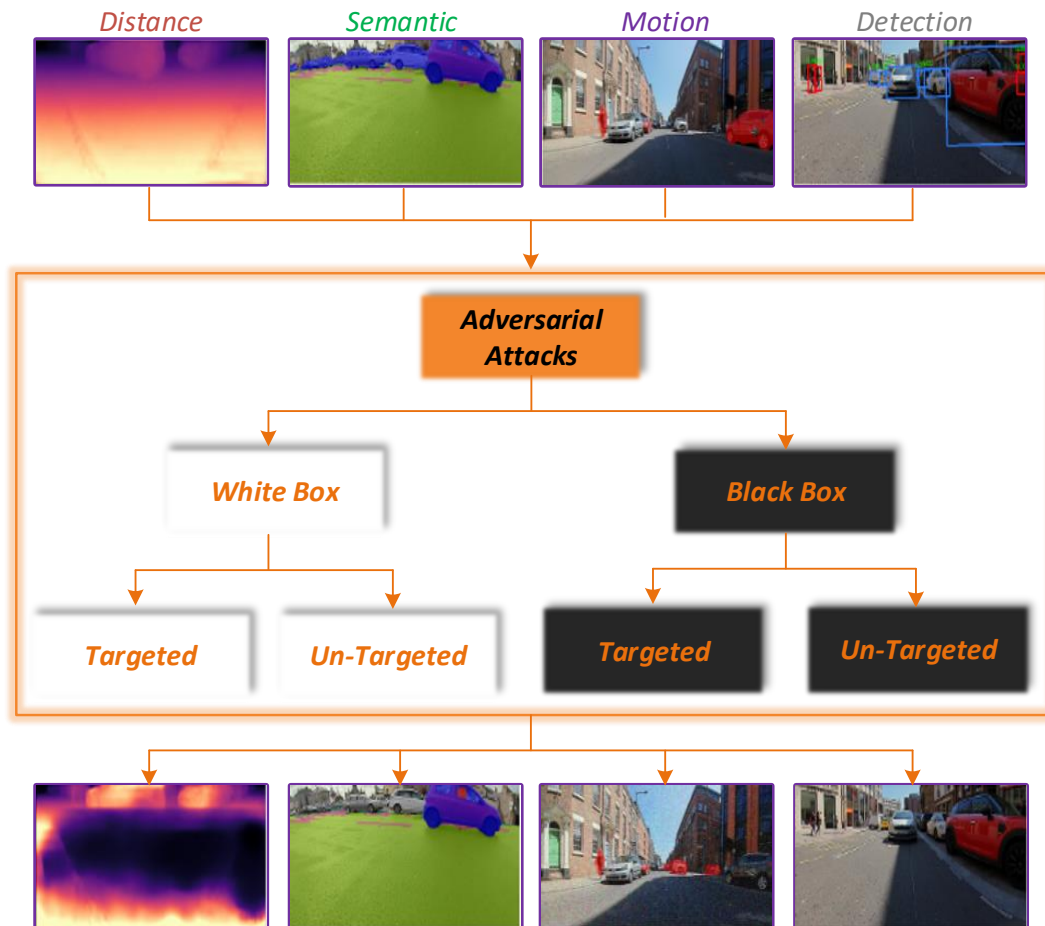 Distance Semantic Motion Detection
Adversarial
Attacks
White Box Black Box
Targeted Un-Targeted Targeted Un-Targeted